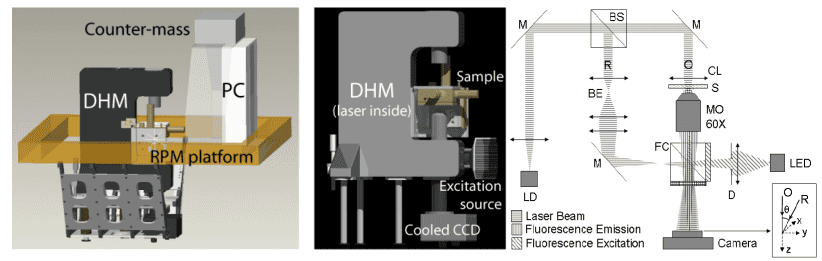 Counter-mass
DHM
PC
RPM platform
DHM
(laser inside)
Sample
Excitation
source
Cooled CCD
M
BS
M
R
O
CL
S
BE
MO
60X
M
FC
LED
D
LD
Laser Beam
Fluorescence Emission
Fluorescence Excitation
Camera
O
R
θ
x
y
z